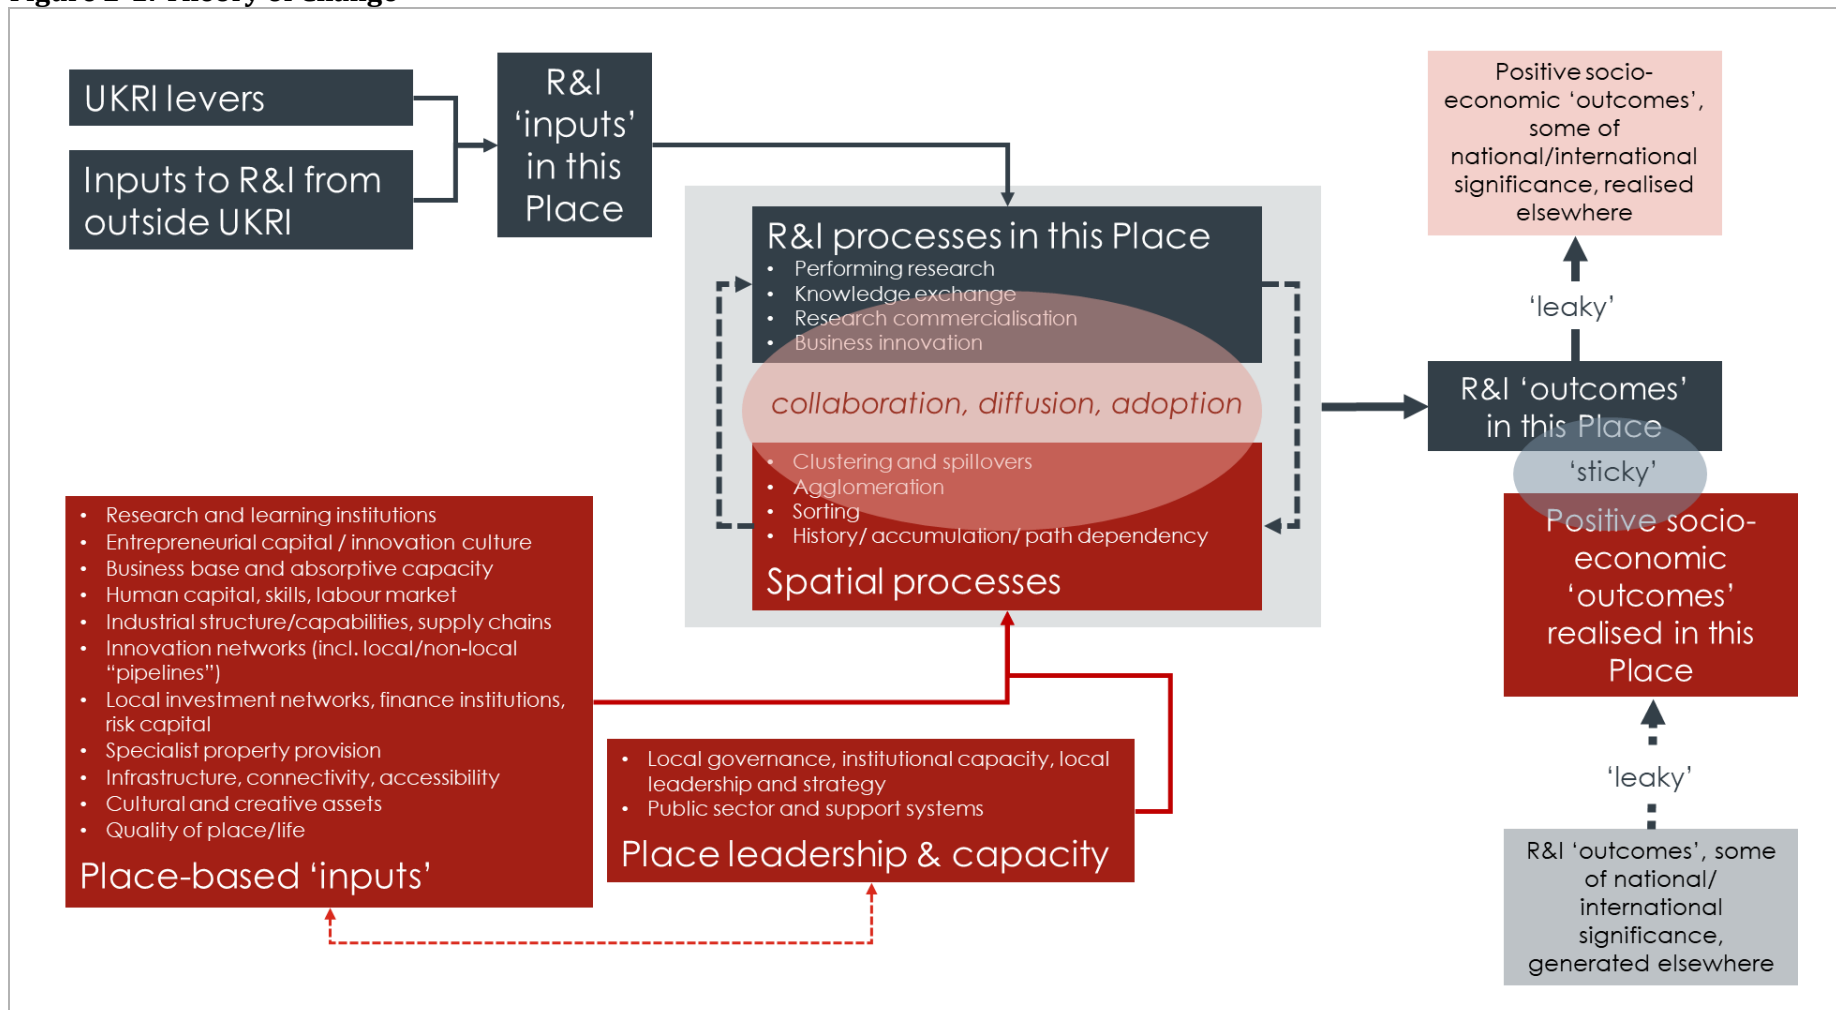 Figure 2-2: Theory of Change
UKRI levers
Inputs to R&I from
outside UKRI
R&I
‘inputs’
in this
Place
R&I processes in this Place
• Performing research
• Knowledge exchange
• Research commercialisation
• Business innovation
collaboration, diffusion, adoption
• Clustering and spillovers
• Agglomeration
• Sorting
• History/ accumulation/ path dependency
Spatial processes
• Research and learning institutions
• Entrepreneurial capital / innovation culture
• Business base and absorptive capacity
• Human capital, skills, labour market
• Industrial structure/capabilities, supply chains
• Innovation networks (incl. local/non-local
“pipelines”)
• Local investment networks, finance institutions,
risk capital
• Specialist property provision
• Infrastructure, connectivity, accessibility
• Cultural and creative assets
• Quality of place/life
Place-based ‘inputs’
• Local governance, institutional capacity, local
leadership and strategy
• Public sector and support systems
Place leadership & capacity
Positive socio-
economic ‘outcomes’,
some of
national/international
significance, realised
elsewhere
‘leaky’
R&I ‘outcomes’
in this Place
‘sticky’
Positive socio-
economic
‘outcomes’
realised in this
Place
‘leaky’
R&I ‘outcomes’, some
of national/
international
significance,
generated elsewhere